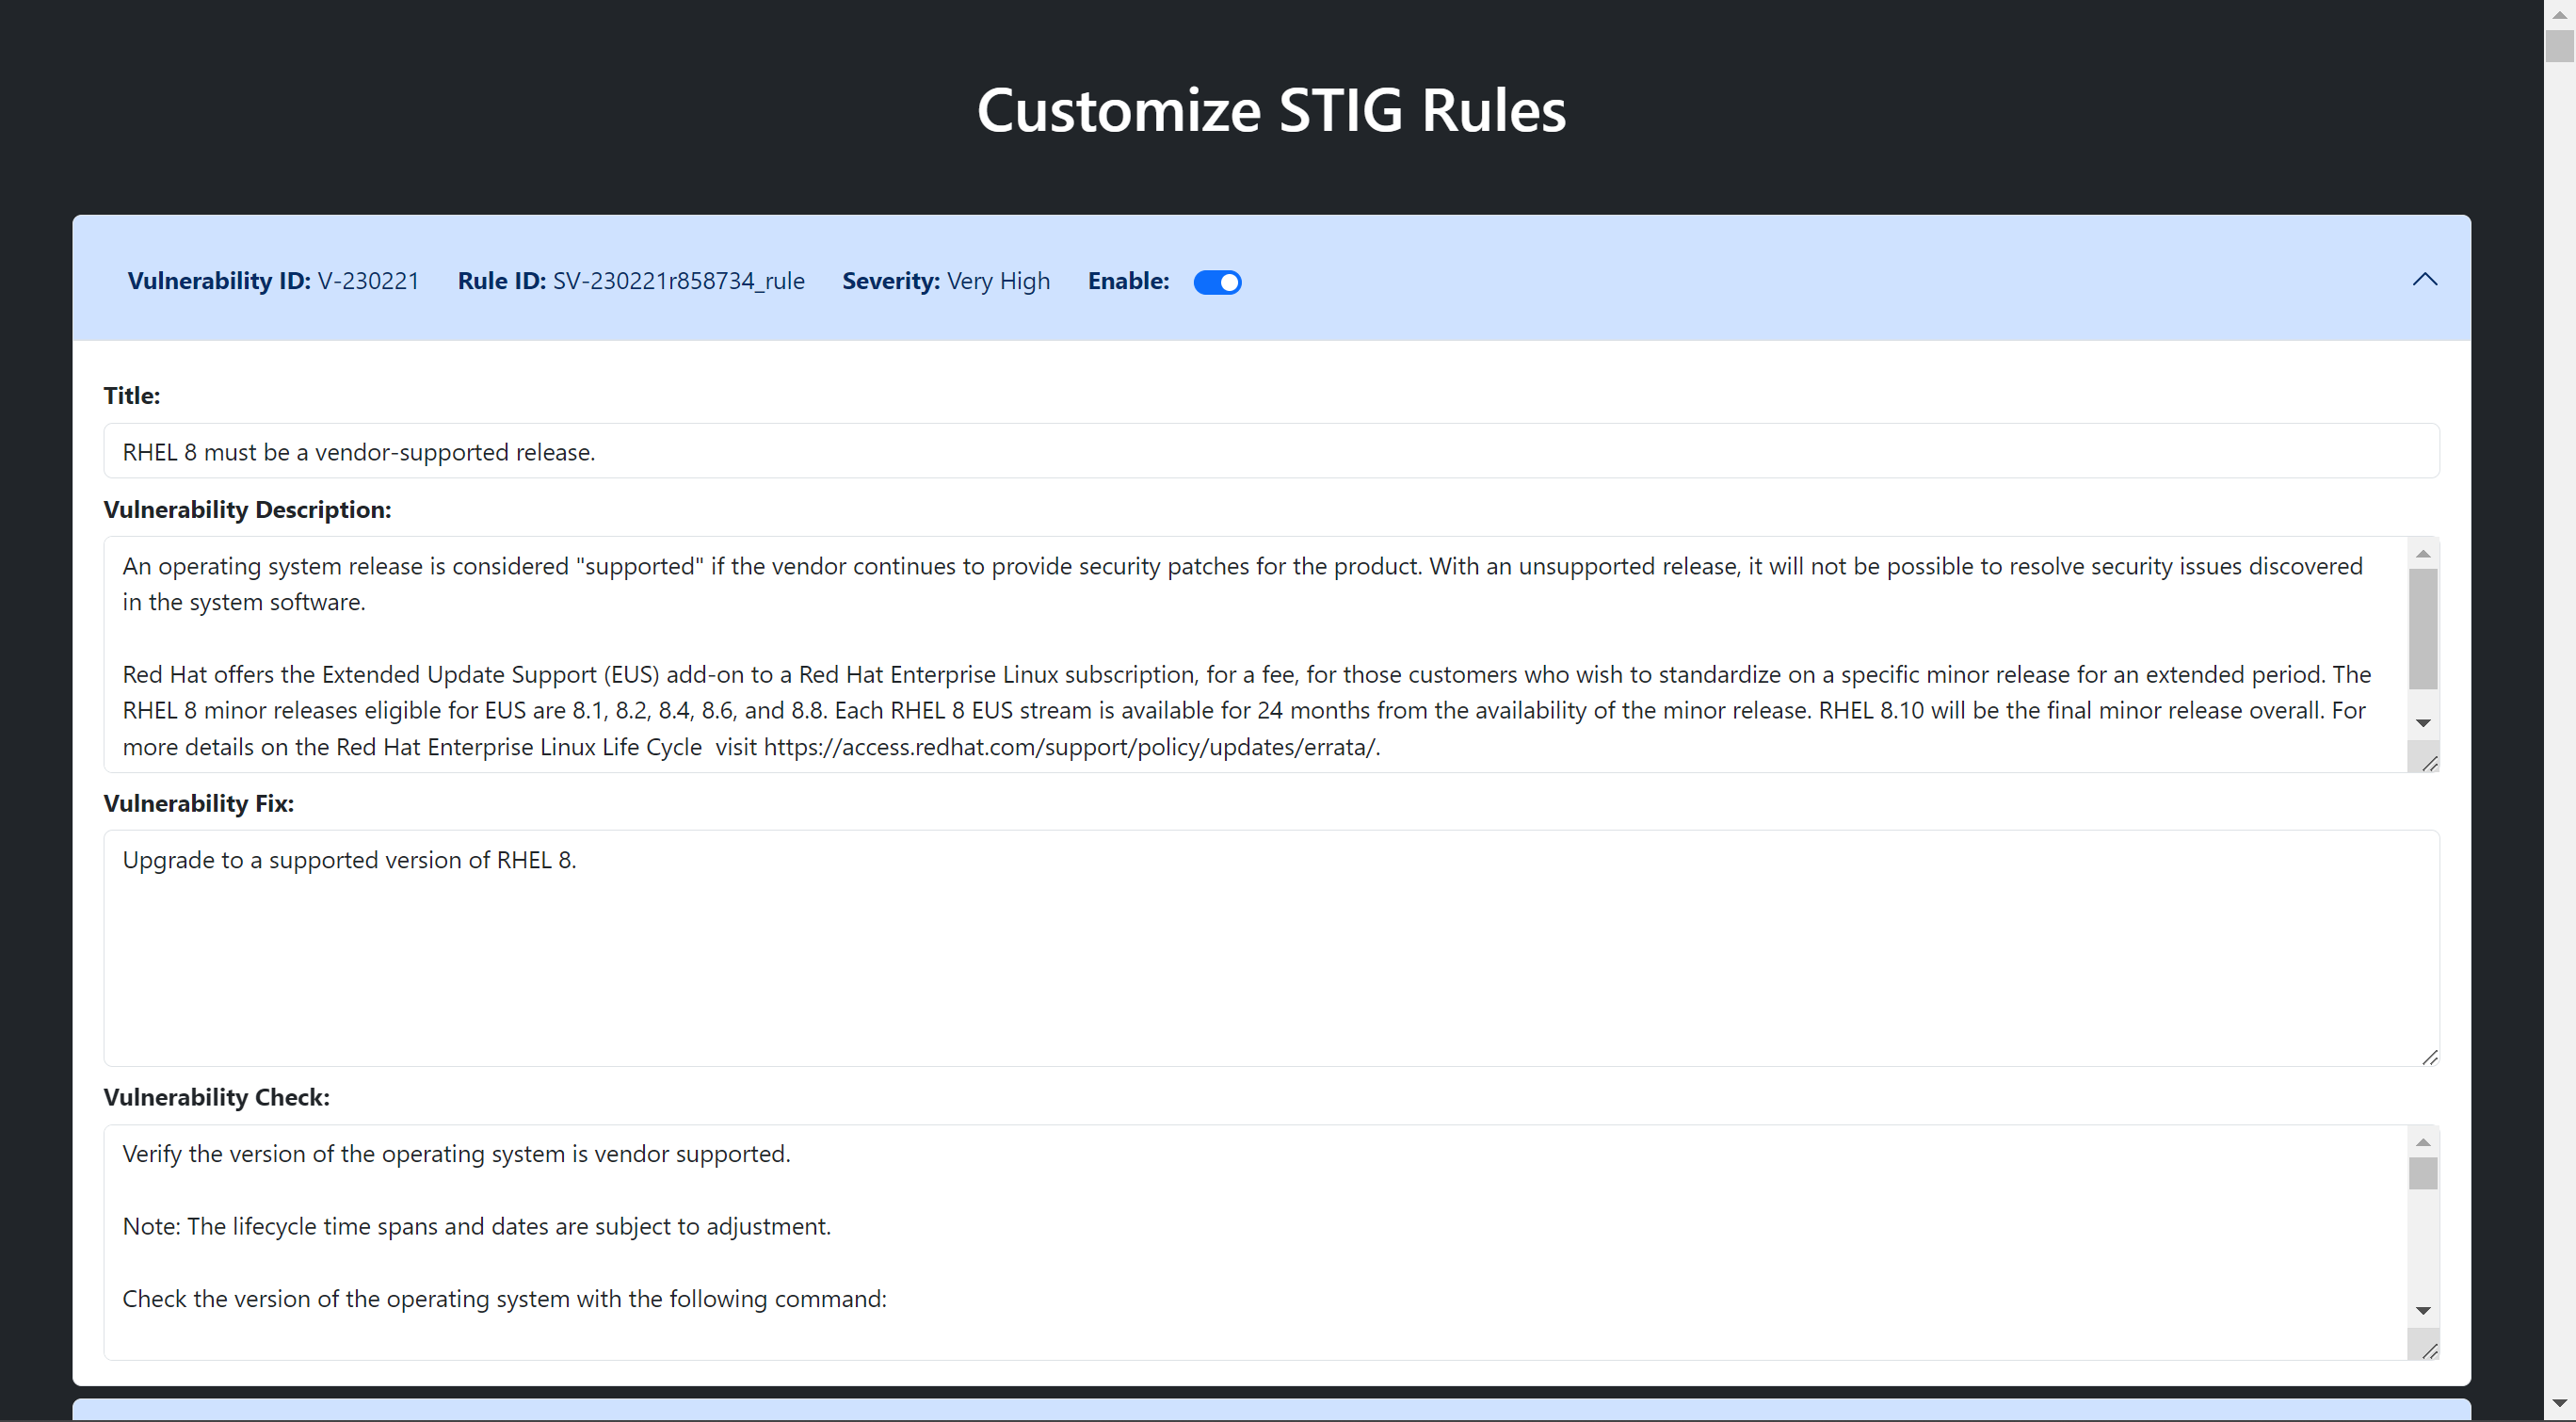 Customize STIG Rules
Vulnerability ID: V-230221 Rule ID: SV-230221r858734_rule Severity: Very High Enable:
Title:
RHEL 8 must be a vendor-supported release.
Vulnerability Description:
An operating system release is considered "supported" if the vendor continues to provide security patches for the product. With an unsupported release, it will not be possible to resolve security issues discovered
in the system software.
Red Hat offers the Extended Update Support (EUS) add-on to a Red Hat Enterprise Linux subscription, for a fee, for those customers who wish to standardize on a specific minor release for an extended period. The
RHEL 8 minor releases eligible for EUS are 8.1, 8.2, 8.4, 8.6, and 8.8. Each RHEL 8 EUS stream is available for 24 months from the availability of the minor release. RHEL 8.10 will be the final minor release overall. For
more details on the Red Hat Enterprise Linux Life Cycle  visit https://access.redhat.com/support/policy/updates/errata/.
Vulnerability Fix:
Upgrade to a supported version of RHEL 8.
Vulnerability Check:
Verify the version of the operating system is vendor supported.
Note: The lifecycle time spans and dates are subject to adjustment.
Check the version of the operating system with the following command: